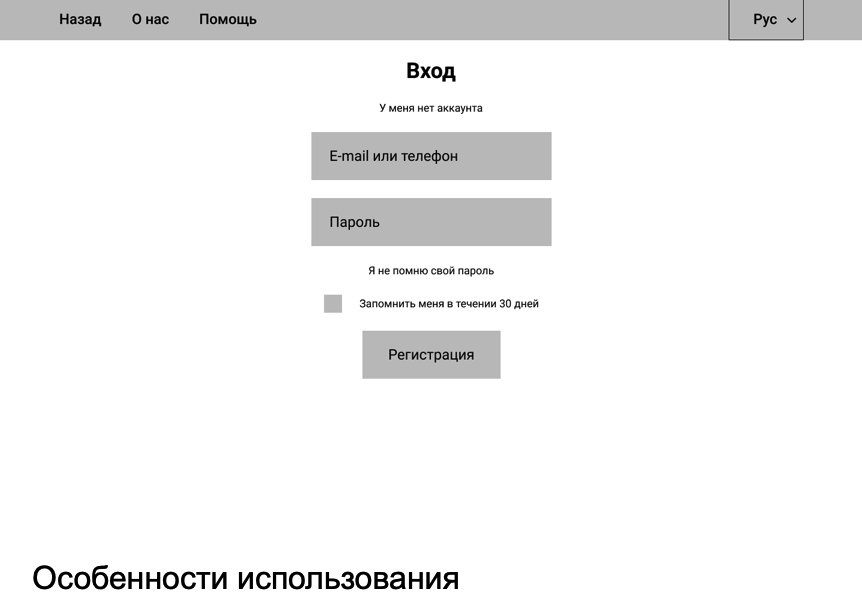 Назад О нас Помощь Рус
Вход
У меня нет аккаунта
E-mail или телефон
Пароль
Я не помню свой пароль
Запомнить меня в течении 30 дней
Регистрация
Особенности использования